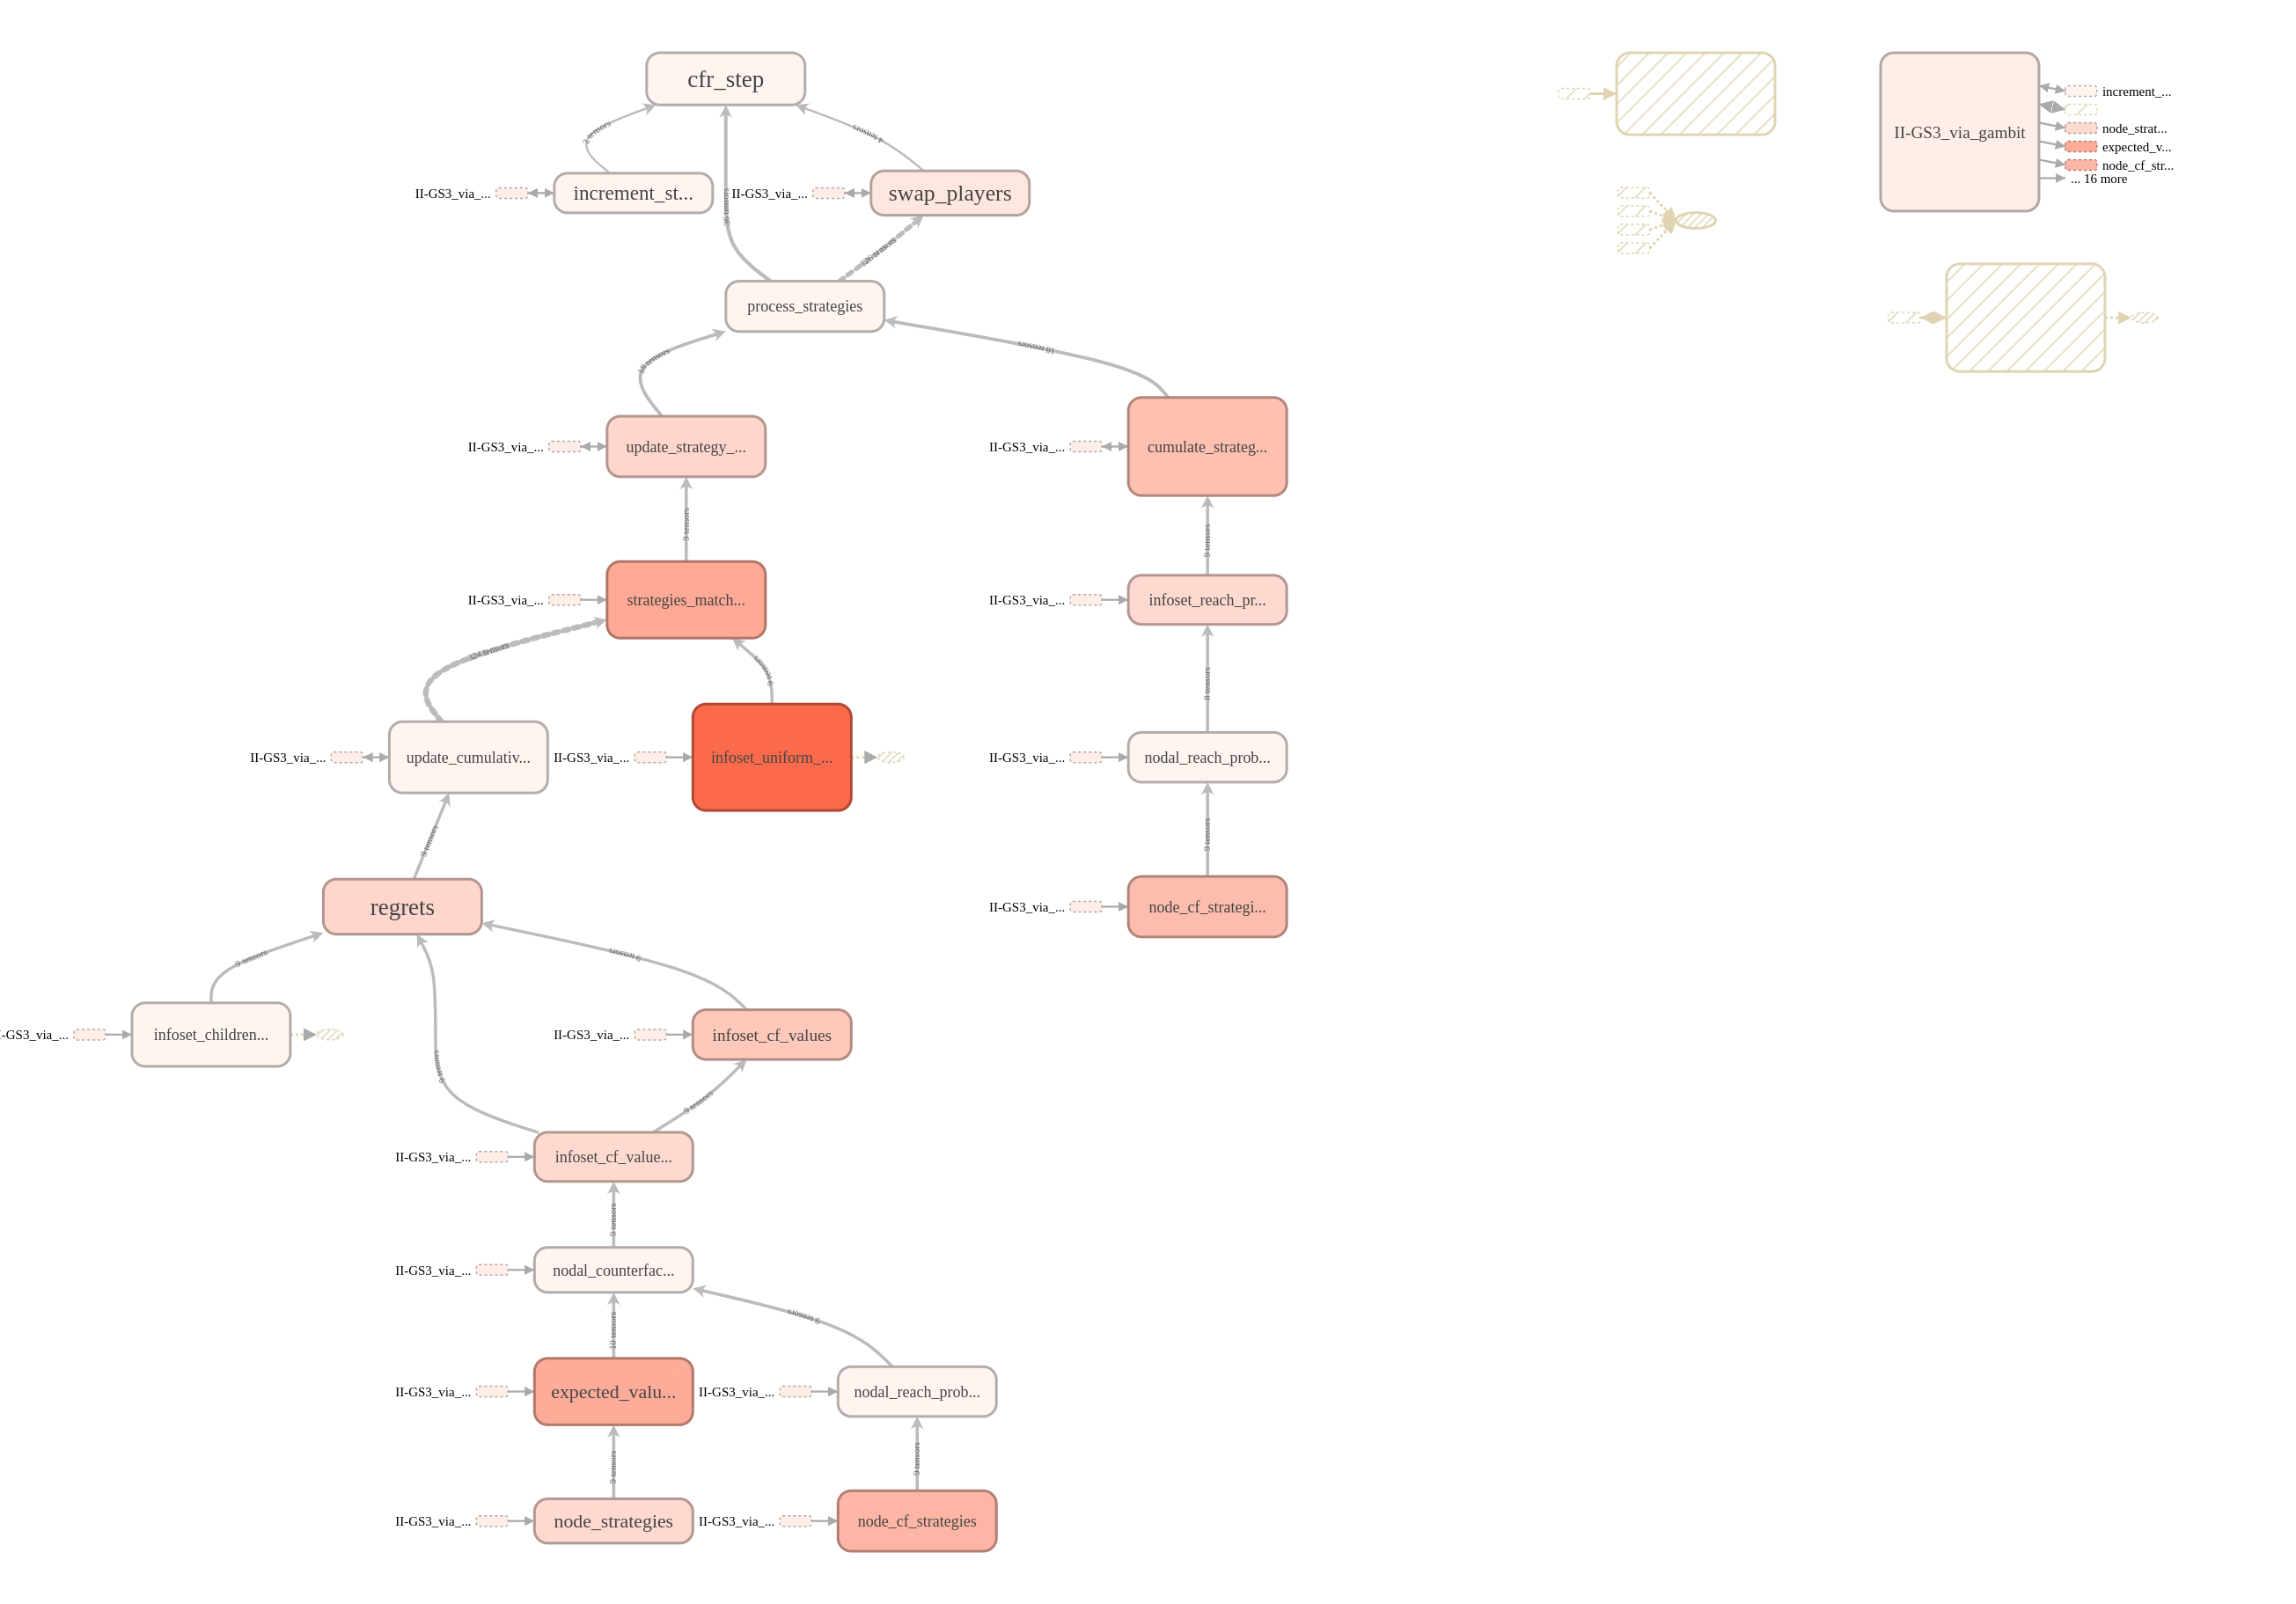 cfr_step
II-GS3_via_gambit
increment_...
node_strat...
expected_v...
node_cf_str...
... 16 more
2 tensors
4 tensors
II-GS3_via_...
increment_st...
36 tensors
II-GS3_via_...
swap_players
126 tensors
process_strategies
18 tensors
18 tensors
II-GS3_via_...
update_strategy_...
II-GS3_via_...
cumulate_strateg...
9 tensors
9 tensors
II-GS3_via_...
strategies_match...
II-GS3_via_...
infoset_reach_pr...
324 tensors
9 tensors
8 tensors
II-GS3_via_...
update_cumulativ...
II-GS3_via_...
infoset_uniform_...
II-GS3_via_...
nodal_reach_prob...
9 tensors
9 tensors
regrets
II-GS3_via_...
node_cf_strategi...
9 tensors
9 tensors
I-GS3_via_...
infoset_children...
II-GS3_via_...
infoset_cf_values
9 tensors
9 tensors
II-GS3_via_...
infoset_cf_value...
9 tensors
II-GS3_via_...
nodal_counterfac...
10 tensors
9 tensors
II-GS3_via_...
expected_valu...
II-GS3_via_...
nodal_reach_prob...
9 tensors
9 tensors
II-GS3_via_...
node_strategies
II-GS3_via_...
node_cf_strategies